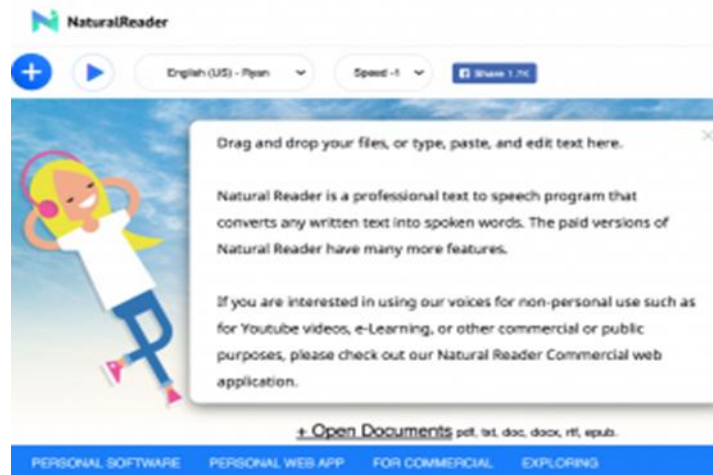 NaturalReader
English (US) - Ryan
Speed -1
Share 1.7K
Drag and drop your files, or type, paste, and edit text here.
Natural Reader is a professional text to speech program that
converts any written text into spoken words. The paid versions of
Natural Reader have many more features.
If you are interested in using our voices for non-personal use such as
for Youtube videos, e-Learning, or other commercial or public
purposes, please check out our Natural Reader Commercial web
application.
+ Open Documents pdf, txt, doc, docx, rtf, epub.
PERSONAL SOFTWARE PERSONAL WEB APP FOR COMMERCIAL EXPLORING